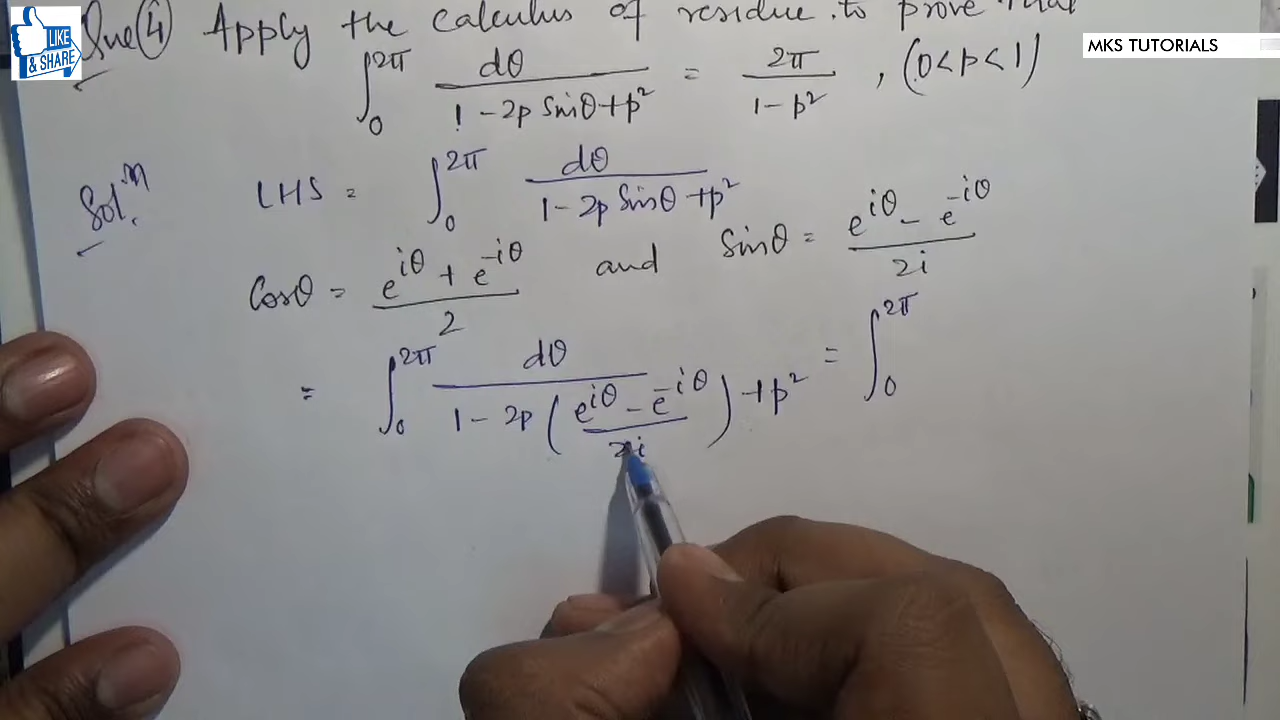 LIKE & SHARE
MKS TUTORIALS
Que (4) Apply the calculus of residue to prove that
∫₀^2π dθ / (1 - 2p Sinθ + p²) = 2π / (1 - p²) , (0 < p < 1)
Solⁿ. LHS = ∫₀^2π dθ / (1 - 2p Sinθ + p²)
Cosθ = (e^iθ + e^-iθ) / 2 and Sinθ = (e^iθ - e^-iθ) / 2i
= ∫₀^2π dθ / (1 - 2p ((e^iθ - e^-iθ) / 2i) + p²) = ∫₀^2π